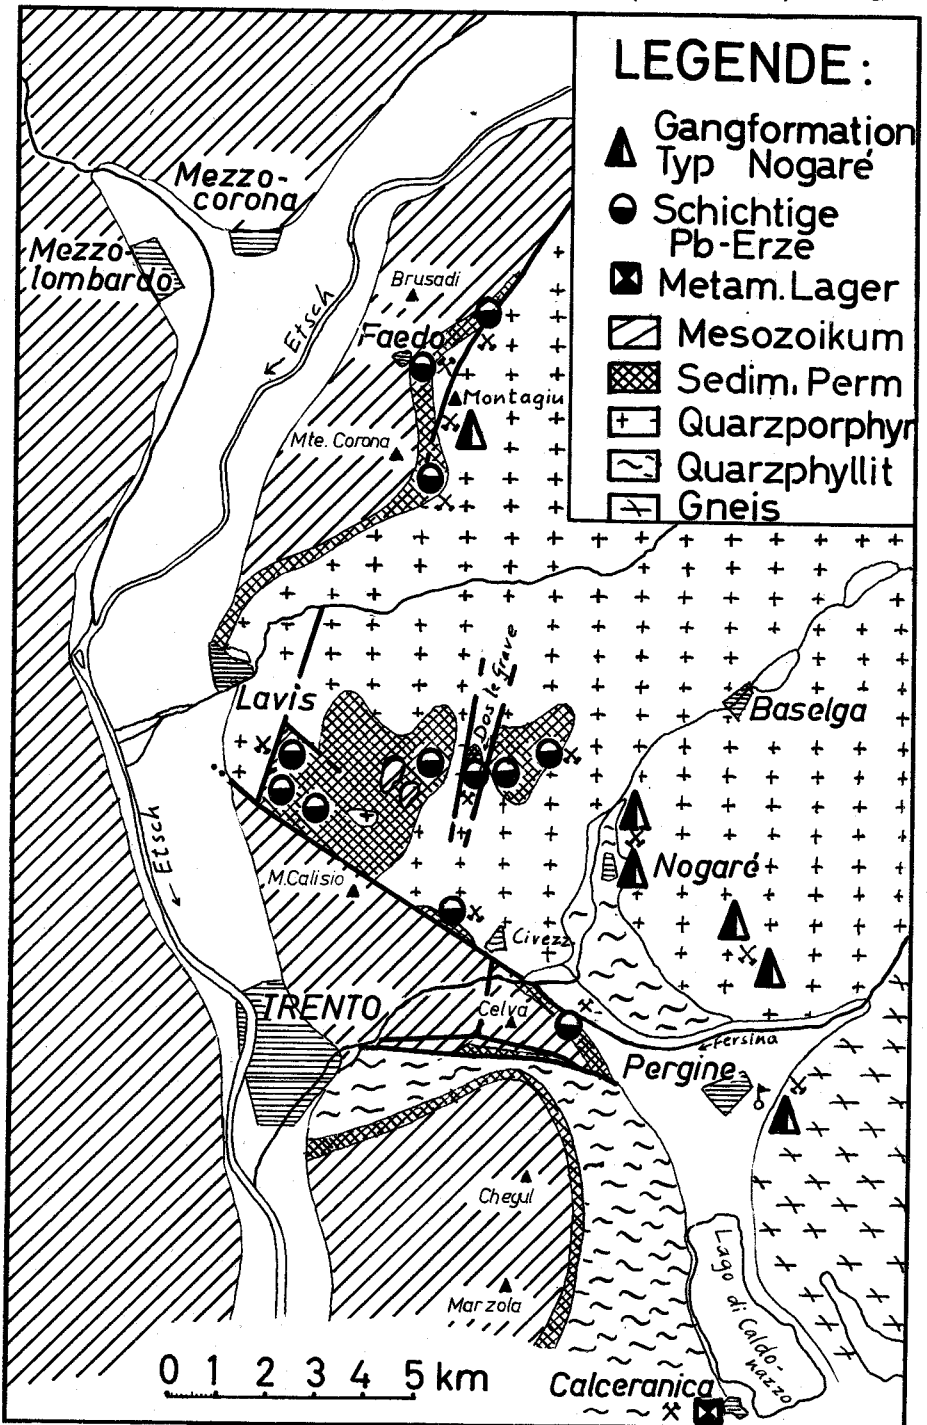 LEGENDE:
Gangformation
Typ Nogaré
Schichtige
Pb-Erze
Metam. Lager
Mesozoikum
Sedim. Perm
Quarzporphyr
Quarzphyllit
Gneis
Mezzo-
corona
Mezzo-
lombardo
Brusadi
← Etsch
Faedo
Montagiu
Mte. Corona
Lavis
Dos le Grave
Baselga
← Etsch
M.Calisio
Nogaré
Civezz.
TRENTO
Celva
← Fersina
Pergine
Chegul
Lago di Caldo-
nazzo
Marzola
0 1 2 3 4 5 km
Calceranica